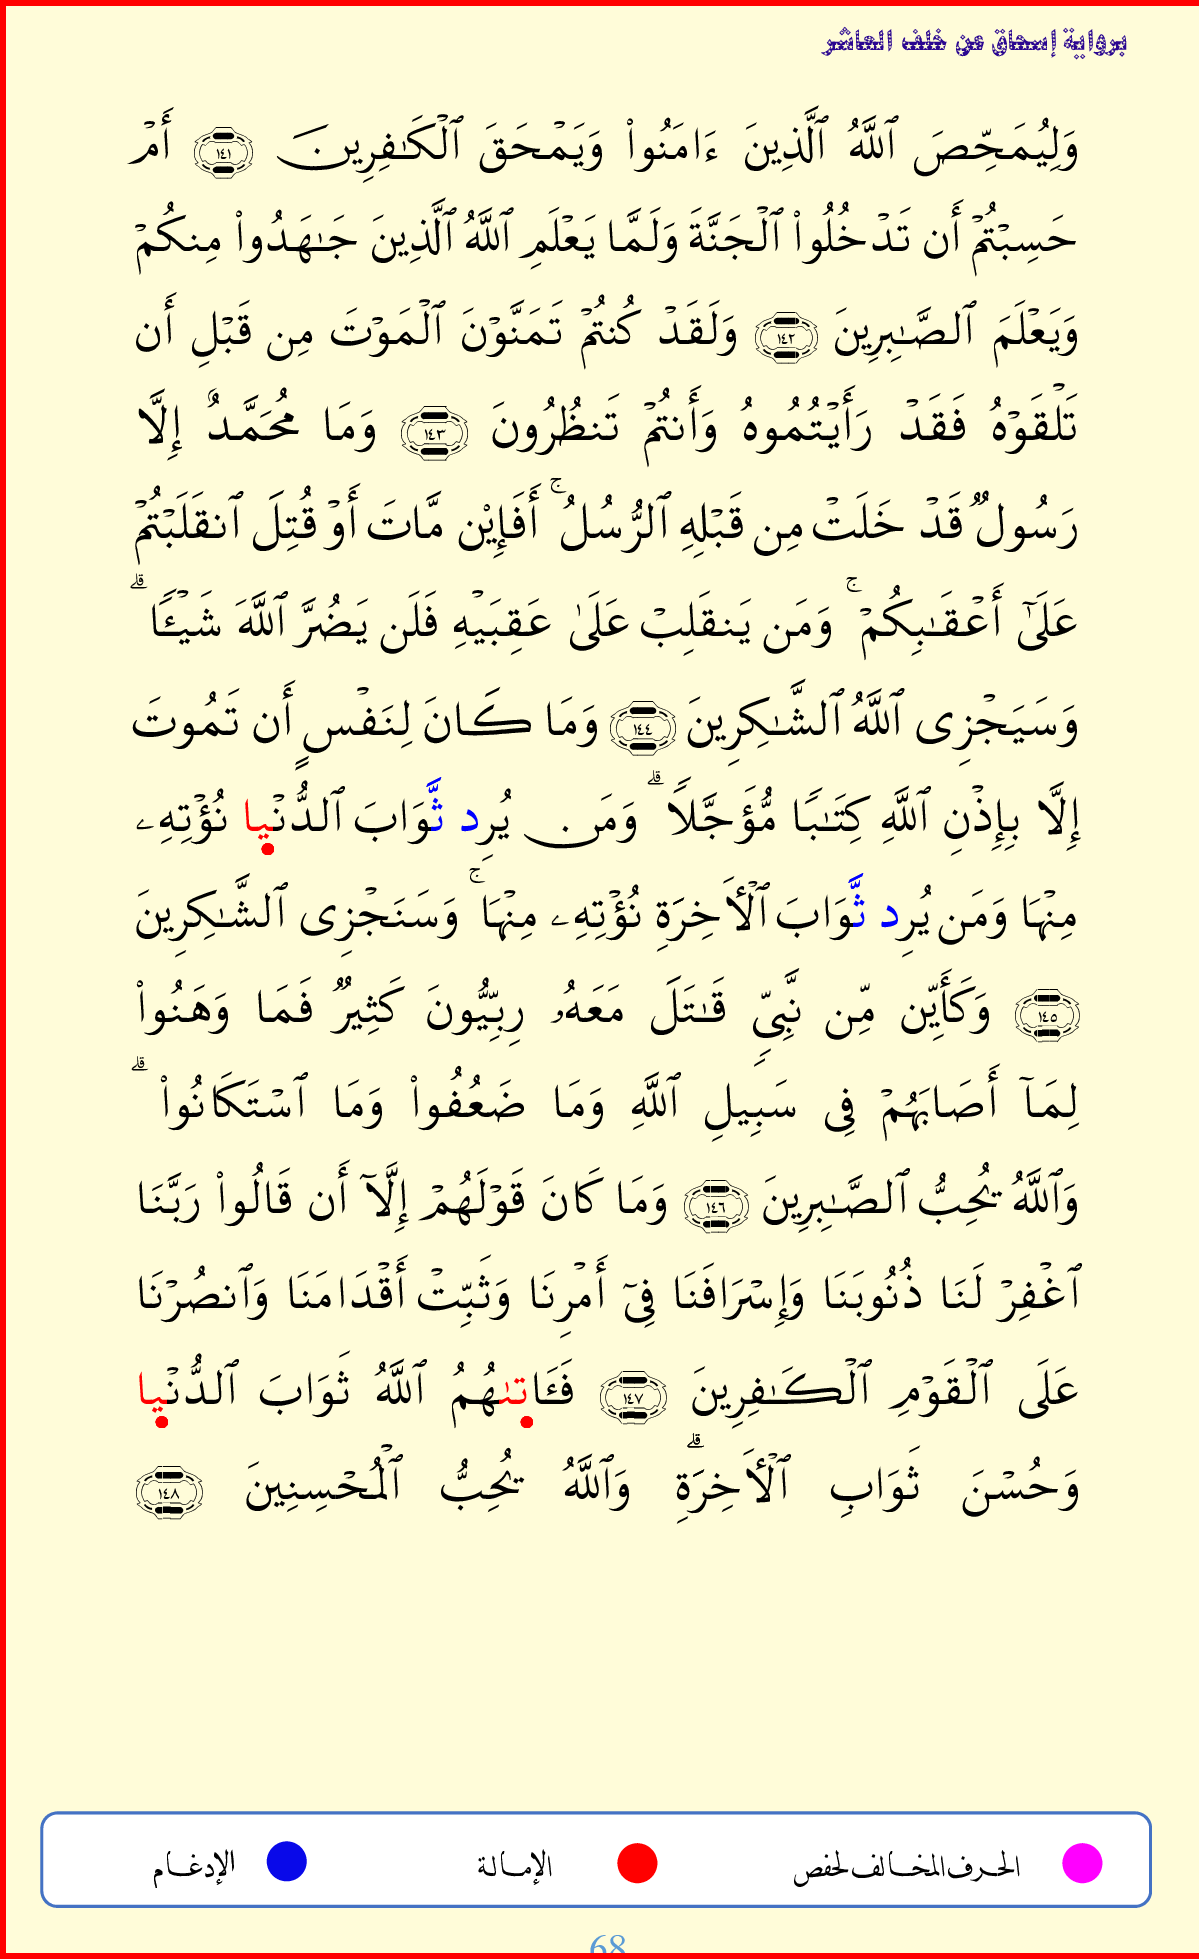 برواية إسحاق عن خلف العاشر
وَلِيُمَحِّصَ ٱللَّهُ ٱلَّذِينَ ءَامَنُوا۟ وَيَمْحَقَ ٱلْكَـٰفِرِينَ ١٤١ أَمْ
حَسِبْتُمْ أَن تَدْخُلُوا۟ ٱلْجَنَّةَ وَلَمَّا يَعْلَمِ ٱللَّهُ ٱلَّذِينَ جَـٰهَدُوا۟ مِنكُمْ
وَيَعْلَمَ ٱلصَّـٰبِرِينَ ١٤٢ وَلَقَدْ كُنتُمْ تَمَنَّوْنَ ٱلْمَوْتَ مِن قَبْلِ أَن
تَلْقَوْهُ فَقَدْ رَأَيْتُمُوهُ وَأَنتُمْ تَنظُرُونَ ١٤٣ وَمَا مُحَمَّدٌ إِلَّا
رَسُولٌ قَدْ خَلَتْ مِن قَبْلِهِ ٱلرُّسُلُ ۚ أَفَإِيْن مَّاتَ أَوْ قُتِلَ ٱنقَلَبْتُمْ
عَلَىٰٓ أَعْقَـٰبِكُمْ ۚ وَمَن يَنقَلِبْ عَلَىٰ عَقِبَيْهِ فَلَن يَضُرَّ ٱللَّهَ شَيْـًٔا ۗ
وَسَيَجْزِى ٱللَّهُ ٱلشَّـٰكِرِينَ ١٤٤ وَمَا كَانَ لِنَفْسٍ أَن تَمُوتَ
إِلَّا بِإِذْنِ ٱللَّهِ كِتَـٰبًا مُّؤَجَّلًا ۗ وَمَن يُرِد ثَّوَابَ ٱلدُّنْيا نُؤْتِهِۦ
مِنْهَا وَمَن يُرِد ثَّوَابَ ٱلْأَخِرَةِ نُؤْتِهِۦ مِنْهَا ۚ وَسَنَجْزِى ٱلشَّـٰكِرِينَ
١٤٥ وَكَأَيِّن مِّن نَّبِىٍّ قَـٰتَلَ مَعَهُۥ رِبِّيُّونَ كَثِيرٌ فَمَا وَهَنُوا۟
لِمَآ أَصَابَهُمْ فِى سَبِيلِ ٱللَّهِ وَمَا ضَعُفُوا۟ وَمَا ٱسْتَكَانُوا۟ ۗ
وَٱللَّهُ يُحِبُّ ٱلصَّـٰبِرِينَ ١٤٦ وَمَا كَانَ قَوْلَهُمْ إِلَّآ أَن قَالُوا۟ رَبَّنَا
ٱغْفِرْ لَنَا ذُنُوبَنَا وَإِسْرَافَنَا فِىٓ أَمْرِنَا وَثَبِّتْ أَقْدَامَنَا وَٱنصُرْنَا
عَلَى ٱلْقَوْمِ ٱلْكَـٰفِرِينَ ١٤٧ فَـَٔاتـٰهُمُ ٱللَّهُ ثَوَابَ ٱلدُّنْيا
وَحُسْنَ ثَوَابِ ٱلْأَخِرَةِ ۗ وَٱللَّهُ يُحِبُّ ٱلْمُحْسِنِينَ ١٤٨
الحرف المخالف لحفص الإمالة الإدغام
68